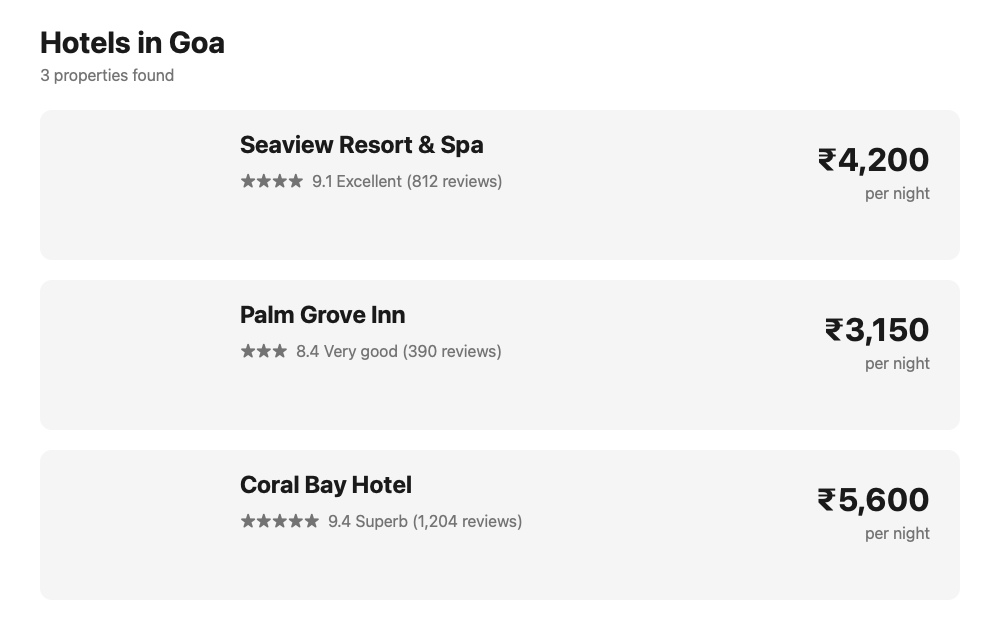 Hotels in Goa
3 properties found
Seaview Resort & Spa
★★★★ 9.1 Excellent (812 reviews)
₹4,200
per night
Palm Grove Inn
★★★ 8.4 Very good (390 reviews)
₹3,150
per night
Coral Bay Hotel
★★★★★ 9.4 Superb (1,204 reviews)
₹5,600
per night